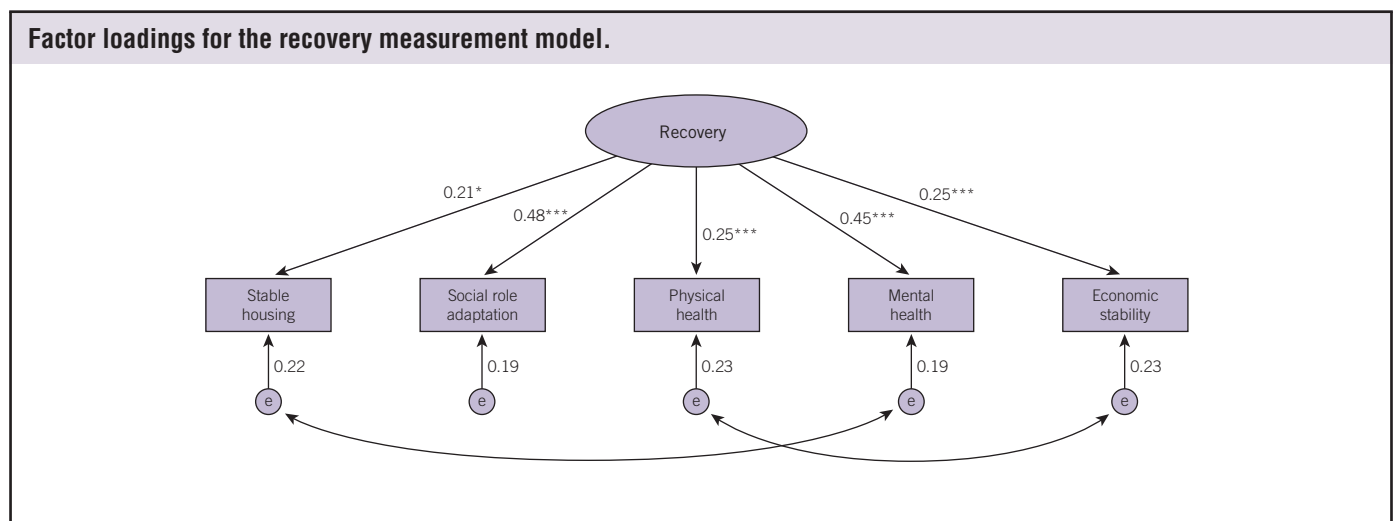 Factor loadings for the recovery measurement model.
Recovery
0.21*
0.48***
0.25***
0.45***
0.25***
Stable
housing
Social role
adaptation
Physical
health
Mental
health
Economic
stability
0.22
0.19
0.23
0.19
0.23
e
e
e
e
e